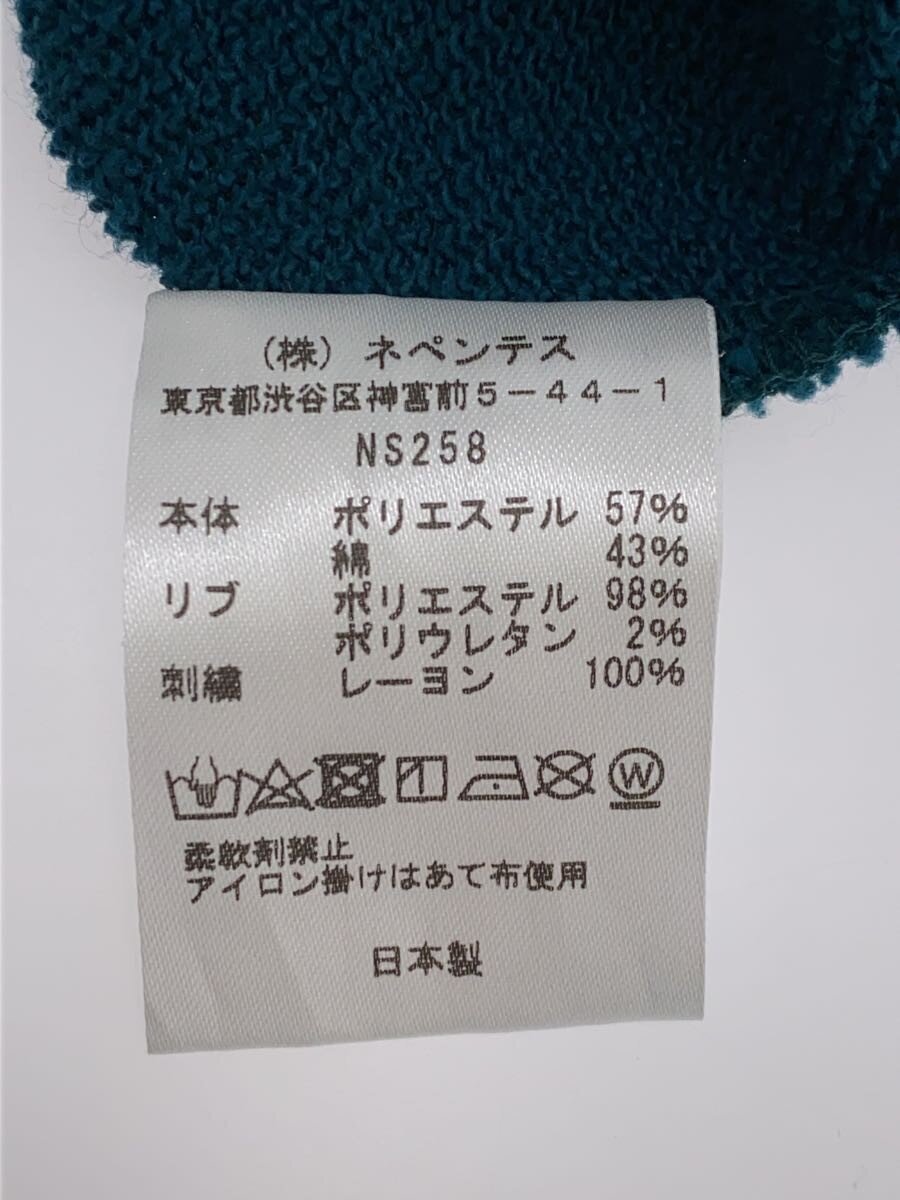 (株) ネペンテス
東京都渋谷区神宮前5-44-1
NS258
本体 ポリエステル 57%
綿 43%
リブ ポリエステル 98%
ポリウレタン 2%
刺繍 レーヨン 100%
W
柔軟剤禁止
アイロン掛けはあて布使用
日本製